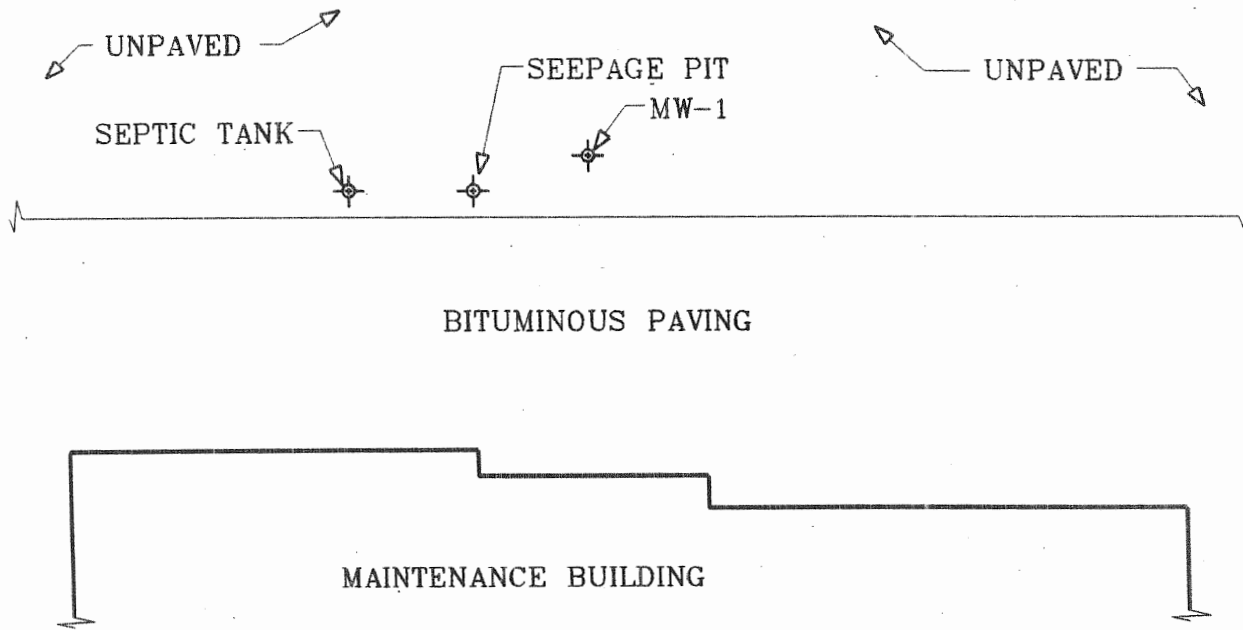 UNPAVED
SEEPAGE PIT
UNPAVED
MW-1
SEPTIC TANK
BITUMINOUS PAVING
MAINTENANCE BUILDING